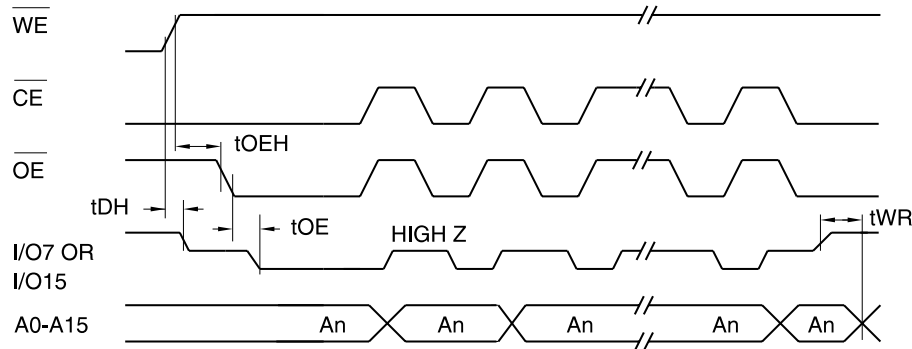 WE
CE
tOEH
OE
tDH
tOE
HIGH Z
tWR
I/O7 OR
I/O15
A0-A15
An
An
An
An
An